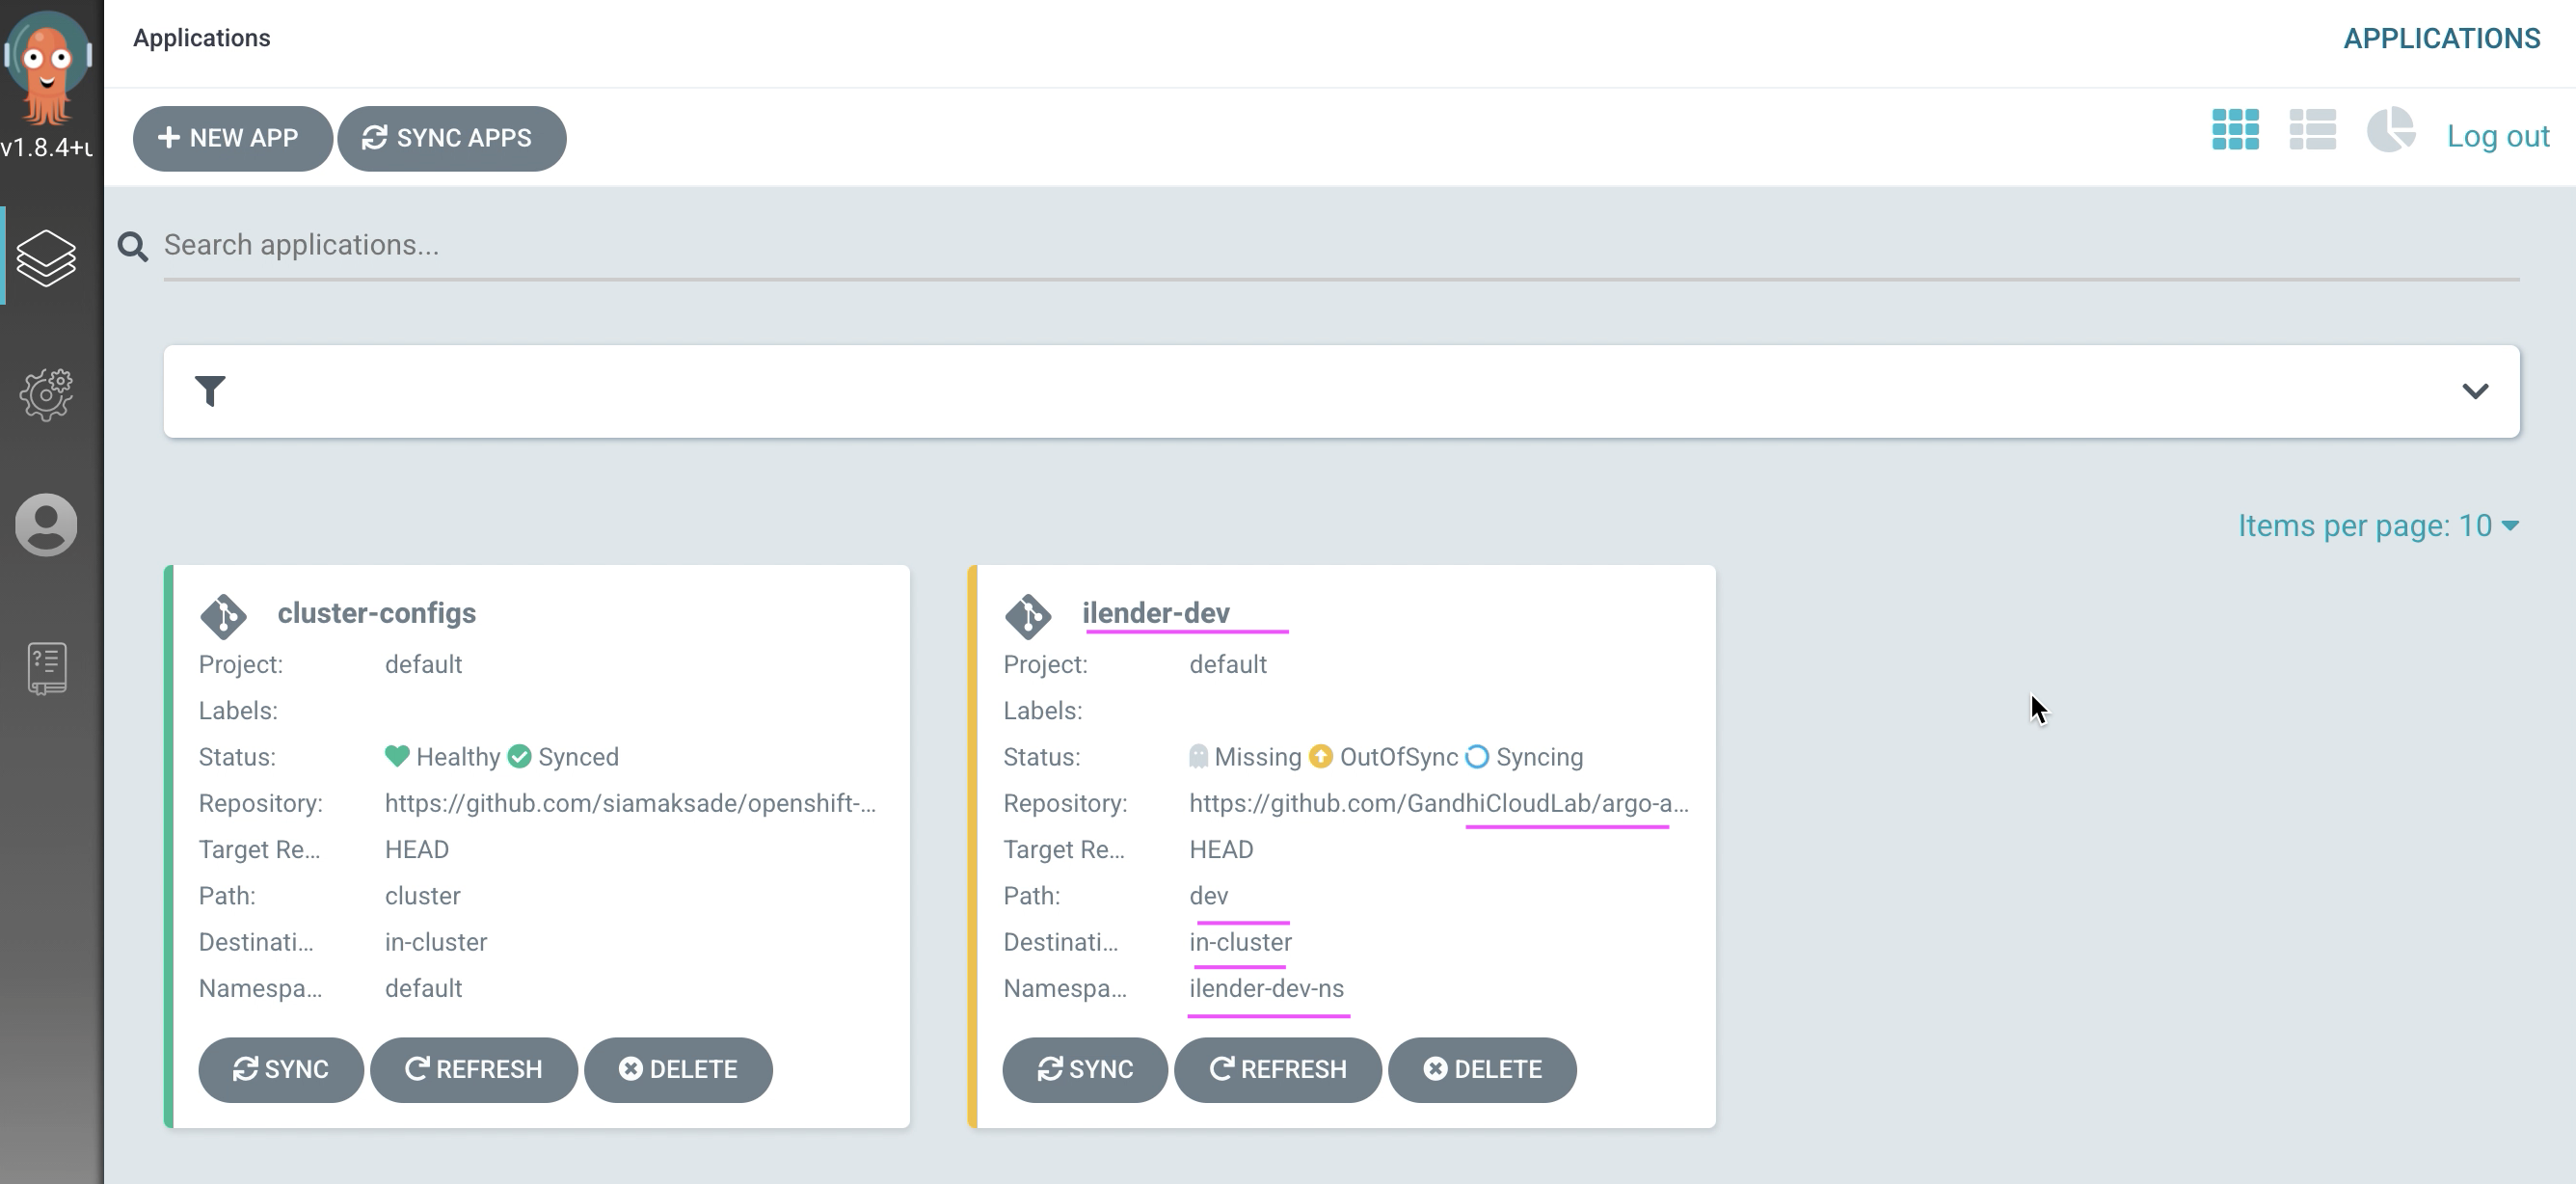 Applications
APPLICATIONS
NEW APP
SYNC APPS
Log out
v1.8.4+
Search applications...
Items per page: 10
cluster-configs
Project: default
Labels:
Status: Healthy Synced
Repository: https://github.com/siamaksade/openshift-...
Target Re... HEAD
Path: cluster
Destinati... in-cluster
Namespa... default
SYNC REFRESH DELETE
ilender-dev
Project: default
Labels:
Status: Missing OutOfSync Syncing
Repository: https://github.com/GandhiCloudLab/argo-a...
Target Re... HEAD
Path: dev
Destinati... in-cluster
Namespa... ilender-dev-ns
SYNC REFRESH DELETE